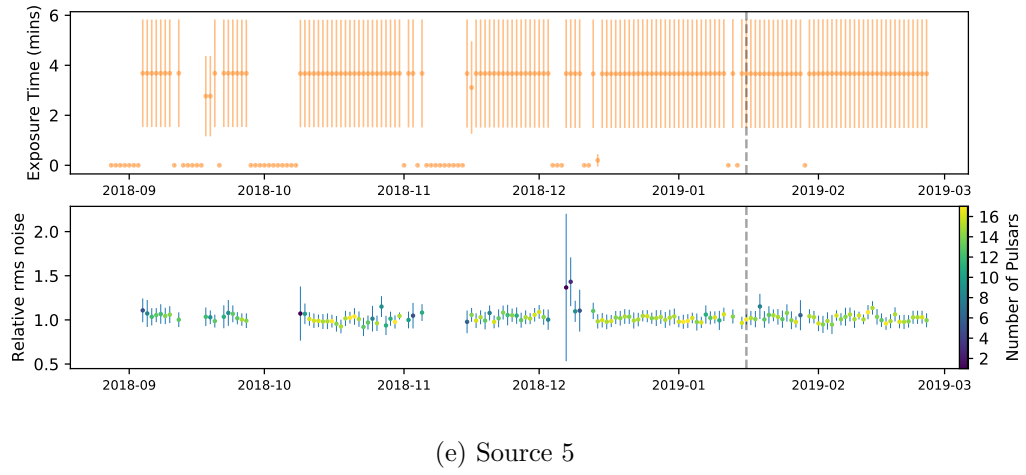 6
4
2
0
Exposure Time (mins)
2018-09 2018-10 2018-11 2018-12 2019-01 2019-02 2019-03
2.0
1.5
1.0
0.5
Relative rms noise
2018-09 2018-10 2018-11 2018-12 2019-01 2019-02 2019-03
16
14
12
10
8
6
4
2
Number of Pulsars
(e) Source 5